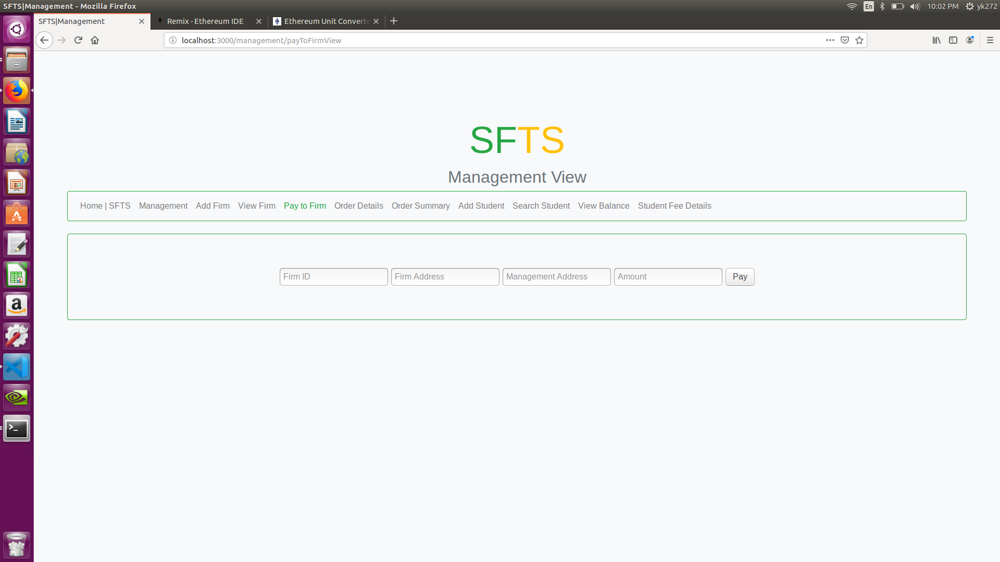 SFTS|Management - Mozilla Firefox
En
10:02 PM
yk272
SFTS|Management
Remix - Ethereum IDE
Ethereum Unit Converte
localhost:3000/management/payToFirmView
SFTS
Management View
Home | SFTS Management Add Firm View Firm Pay to Firm Order Details Order Summary Add Student Search Student View Balance Student Fee Details
Firm ID Firm Address Management Address Amount Pay